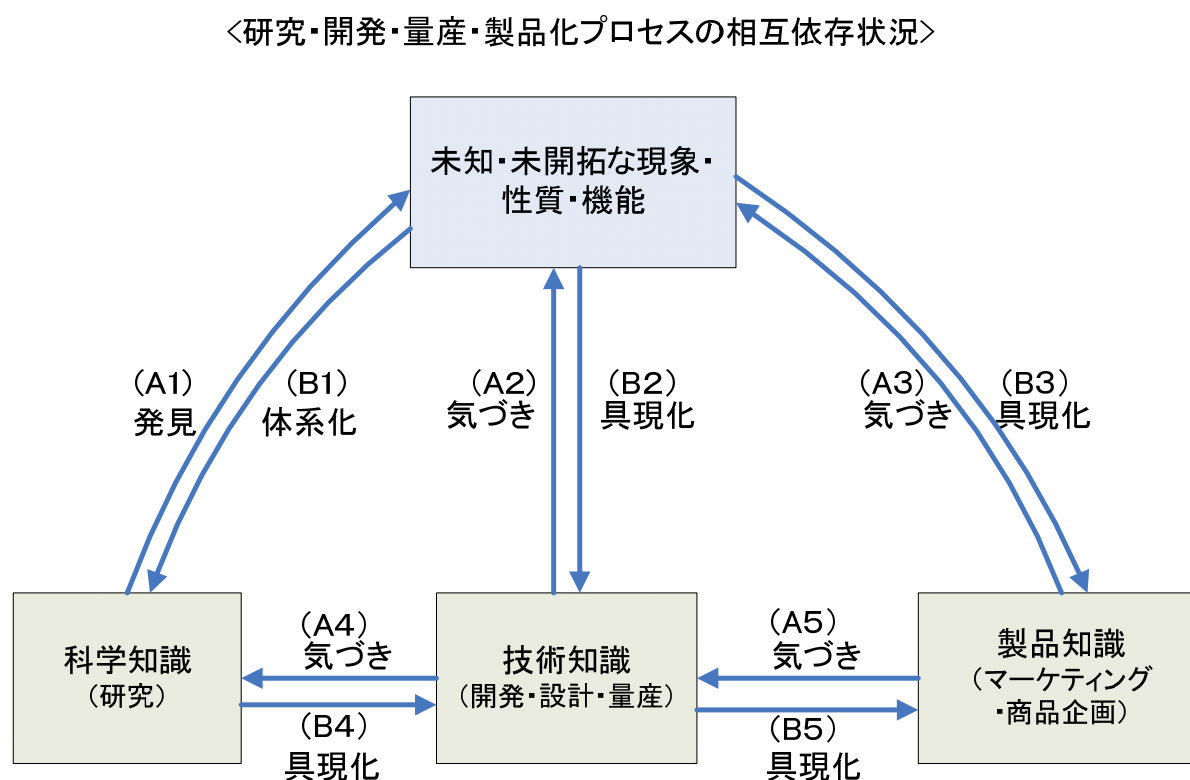 <研究・開発・量産・製品化プロセスの相互依存状況>
未知・未開拓な現象・
性質・機能
(A1)
発見
(B1)
体系化
(A2)
気づき
(B2)
具現化
(A3)
気づき
(B3)
具現化
科学知識
(研究)
(A4)
気づき
(B4)
具現化
技術知識
(開発・設計・量産)
(A5)
気づき
(B5)
具現化
製品知識
(マーケティング
・商品企画)